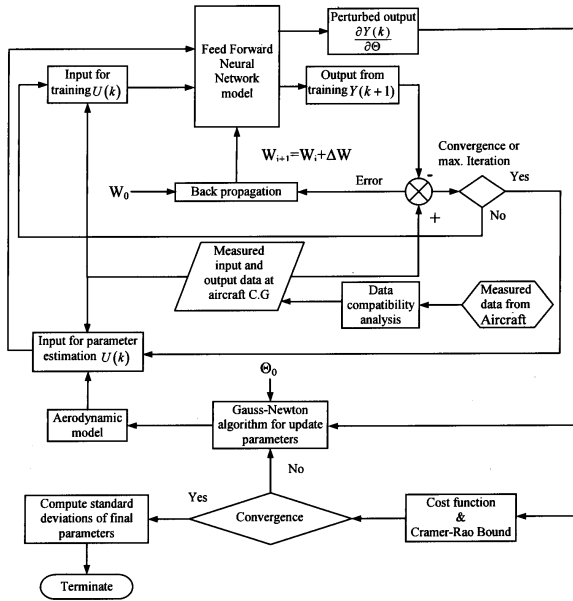 Perturbed output
∂Y(k)
∂Θ
Feed Forward
Neural
Network
model
Input for
training U(k)
Output from
training Y(k+1)
Convergence or
max. Iteration
W_{i+1}=W_i+ΔW
W_0
Back propagation
Error
-
+
Yes
No
Measured
input and
output data at
aircraft C.G
Data
compatibility
analysis
Measured
data from
Aircraft
Input for parameter
estimation U(k)
Θ_0
Aerodynamic
model
Gauss-Newton
algorithm for update
parameters
No
Yes
Compute standard
deviations of final
parameters
Convergence
Cost function
&
Cramer-Rao Bound
Terminate